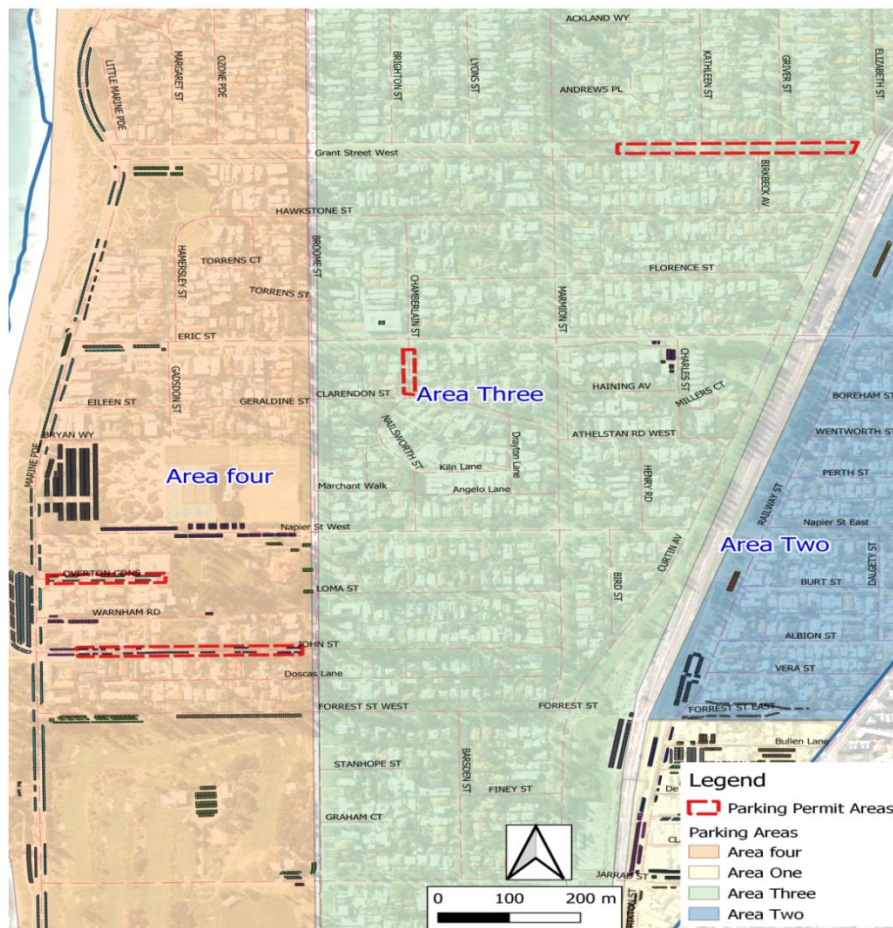 ACKLAND WY
LITTLE MARINE PDE
MARGARET ST
OZONE PDE
BRIGHTON ST
LYONS ST
KATHLEEN ST
GRIVER ST
ELIZABETH ST
ANDREWS PL
Grant Street West
BIRKBECK AV
HAWKSTONE ST
BROOME ST
TORRENS CT
HAMERSLEY ST
FLORENCE ST
TORRENS ST
CHAMBERLAIN ST
MARMION ST
ERIC ST
CHARLES ST
GADSDON ST
EILEEN ST
GERALDINE ST
CLARENDON ST
Area Three
HAINING AV
MILLERS CT
BOREHAM ST
BRYAN WY
NAILSWORTH ST
Drayton Lane
ATHELSTAN RD WEST
WENTWORTH ST
MARINE PDE
Area four
Kiln Lane
HENRY RD
PERTH ST
Marchant Walk
Angelo Lane
RAILWAY ST
Napier St West
Napier St East
CURTIN AV
Area Two
DALGETY ST
OVERTON GDNS
LOMA ST
BIRD ST
BURT ST
WARNHAM RD
JOHN ST
ALBION ST
Doscas Lane
VERA ST
FORREST ST WEST
FORREST ST
FORREST ST EAST
Bullen Lane
STANHOPE ST
BARSDEN ST
FINEY ST
De
GRAHAM CT
CL
JARRAD ST
Legend
Parking Permit Areas
Parking Areas
Area four
Area One
Area Three
Area Two
0 100 200 m